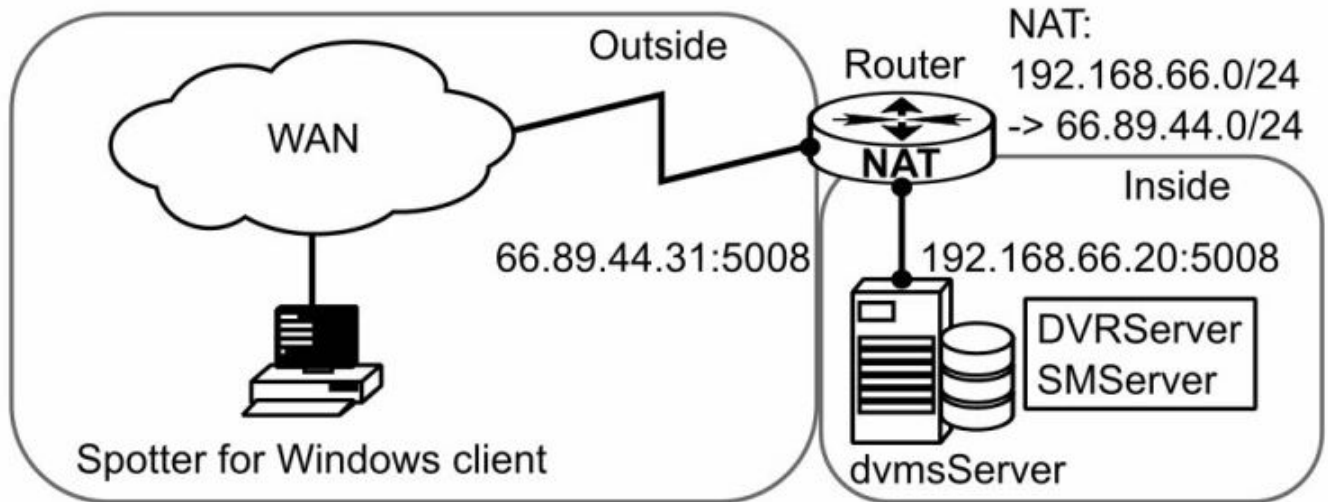 Outside
WAN
Router
NAT
NAT:
192.168.66.0/24
-> 66.89.44.0/24
Inside
66.89.44.31:5008
192.168.66.20:5008
DVRServer
SMServer
Spotter for Windows client
dvmsServer